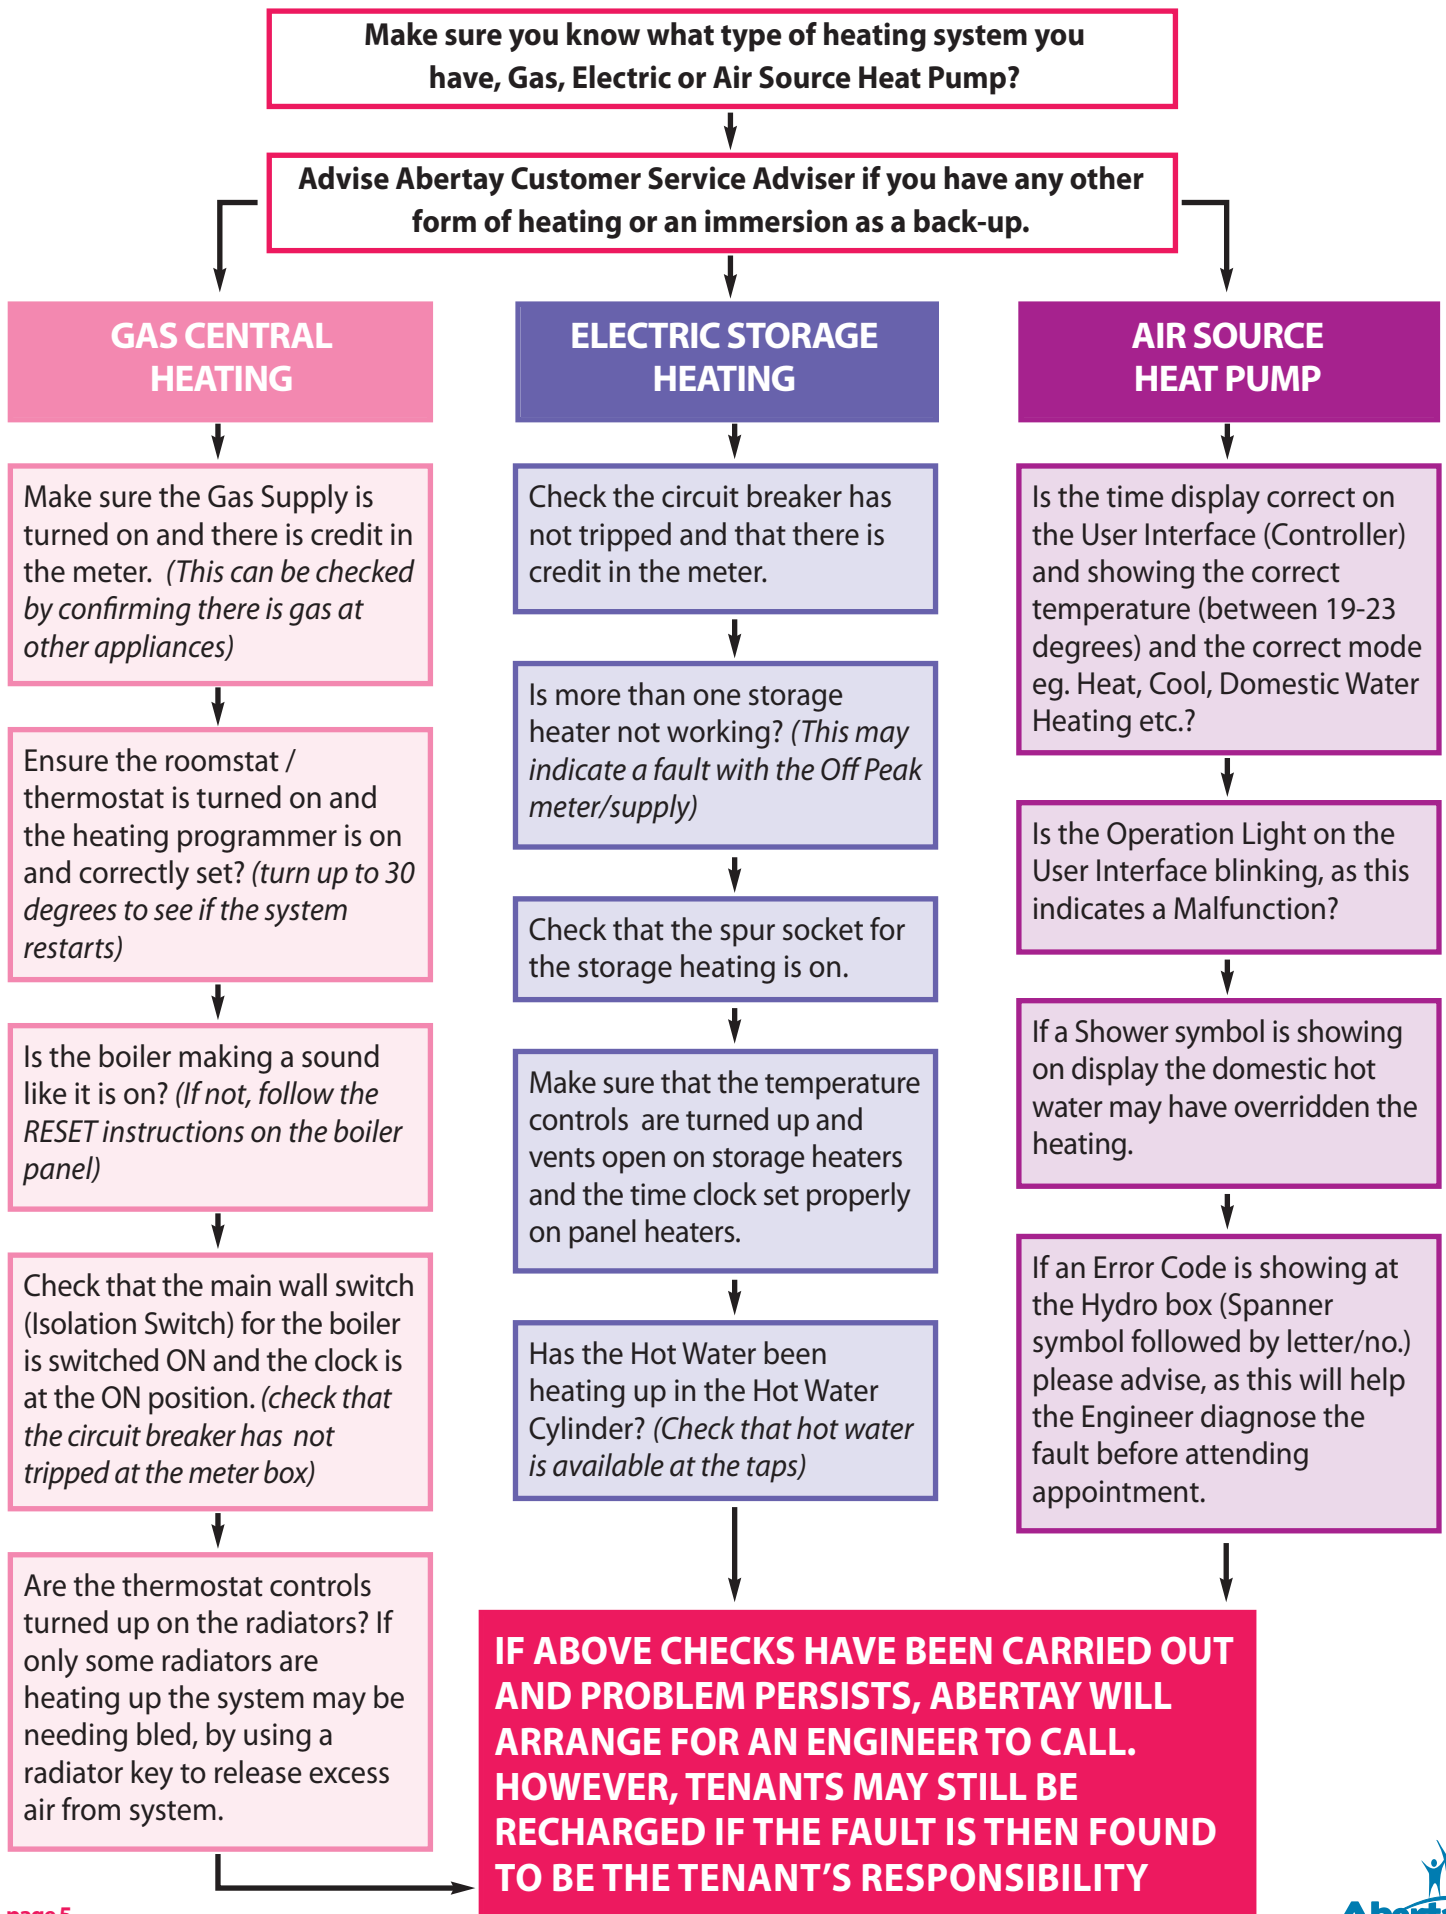 Make sure you know what type of heating system you
have, Gas, Electric or Air Source Heat Pump?
Advise Abertay Customer Service Adviser if you have any other
form of heating or an immersion as a back-up.
GAS CENTRAL
HEATING
Make sure the Gas Supply is
turned on and there is credit in
the meter. (This can be checked
by confirming there is gas at
other appliances)
Ensure the roomstat /
thermostat is turned on and
the heating programmer is on
and correctly set? (turn up to 30
degrees to see if the system
restarts)
Is the boiler making a sound
like it is on? (If not, follow the
RESET instructions on the boiler
panel)
Check that the main wall switch
(Isolation Switch) for the boiler
is switched ON and the clock is
at the ON position. (check that
the circuit breaker has not
tripped at the meter box)
Are the thermostat controls
turned up on the radiators? If
only some radiators are
heating up the system may be
needing bled, by using a
radiator key to release excess
air from system.
ELECTRIC STORAGE
HEATING
Check the circuit breaker has
not tripped and that there is
credit in the meter.
Is more than one storage
heater not working? (This may
indicate a fault with the Off Peak
meter/supply)
Check that the spur socket for
the storage heating is on.
Make sure that the temperature
controls are turned up and
vents open on storage heaters
and the time clock set properly
on panel heaters.
Has the Hot Water been
heating up in the Hot Water
Cylinder? (Check that hot water
is available at the taps)
AIR SOURCE
HEAT PUMP
Is the time display correct on
the User Interface (Controller)
and showing the correct
temperature (between 19-23
degrees) and the correct mode
eg. Heat, Cool, Domestic Water
Heating etc.?
Is the Operation Light on the
User Interface blinking, as this
indicates a Malfunction?
If a Shower symbol is showing
on display the domestic hot
water may have overridden the
heating.
If an Error Code is showing at
the Hydro box (Spanner
symbol followed by letter/no.)
please advise, as this will help
the Engineer diagnose the
fault before attending
appointment.
IF ABOVE CHECKS HAVE BEEN CARRIED OUT
AND PROBLEM PERSISTS, ABERTAY WILL
ARRANGE FOR AN ENGINEER TO CALL.
HOWEVER, TENANTS MAY STILL BE
RECHARGED IF THE FAULT IS THEN FOUND
TO BE THE TENANT'S RESPONSIBILITY
page 5